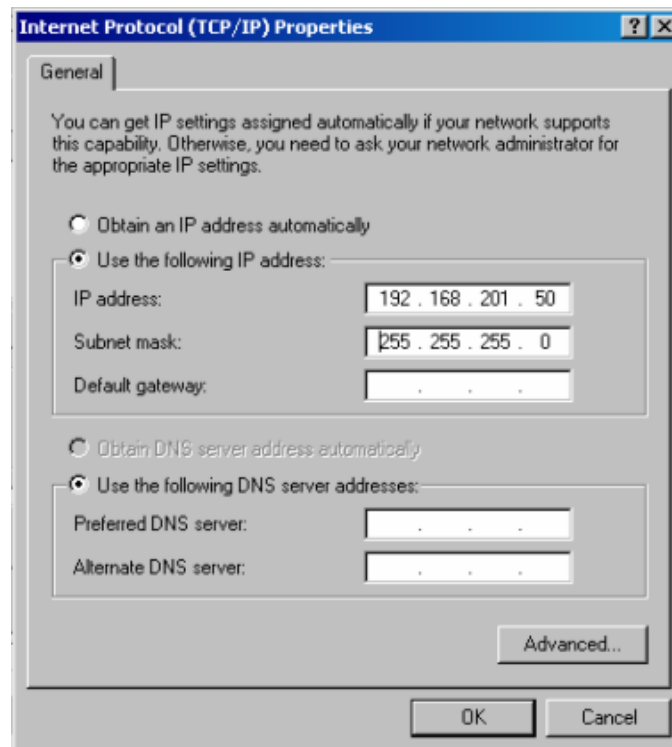 Internet Protocol (TCP/IP) Properties
General
You can get IP settings assigned automatically if your network supports
this capability. Otherwise, you need to ask your network administrator for
the appropriate IP settings.
Obtain an IP address automatically
Use the following IP address:
IP address: 192 . 168 . 201 . 50
Subnet mask: 255 . 255 . 255 . 0
Default gateway: . . .
Obtain DNS server address automatically
Use the following DNS server addresses:
Preferred DNS server: . . .
Alternate DNS server: . . .
Advanced...
OK Cancel